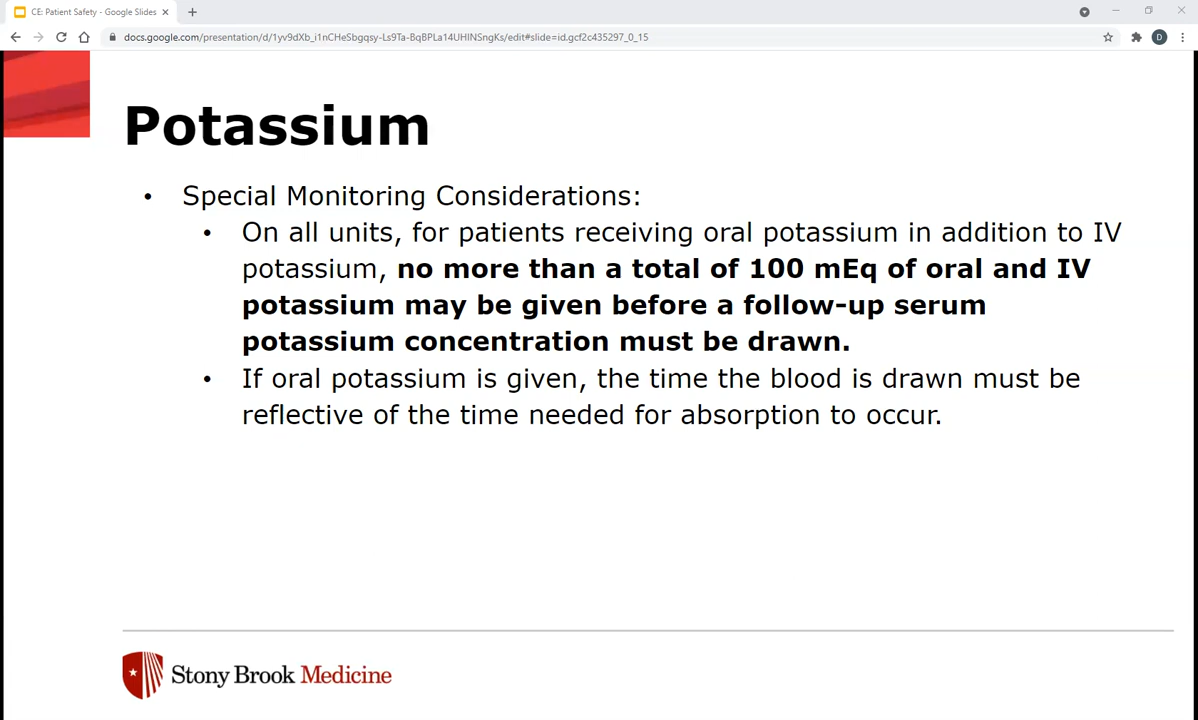 CE: Patient Safety - Google Slides
docs.google.com/presentation/d/1yv9dXb_i1nCHeSbgqsy-Ls9Ta-BqBPLa14UHINSngKs/edit#slide=id.gcf2c435297_0_15
D
Potassium
• Special Monitoring Considerations:
• On all units, for patients receiving oral potassium in addition to IV
potassium, no more than a total of 100 mEq of oral and IV
potassium may be given before a follow-up serum
potassium concentration must be drawn.
• If oral potassium is given, the time the blood is drawn must be
reflective of the time needed for absorption to occur.
Stony Brook Medicine